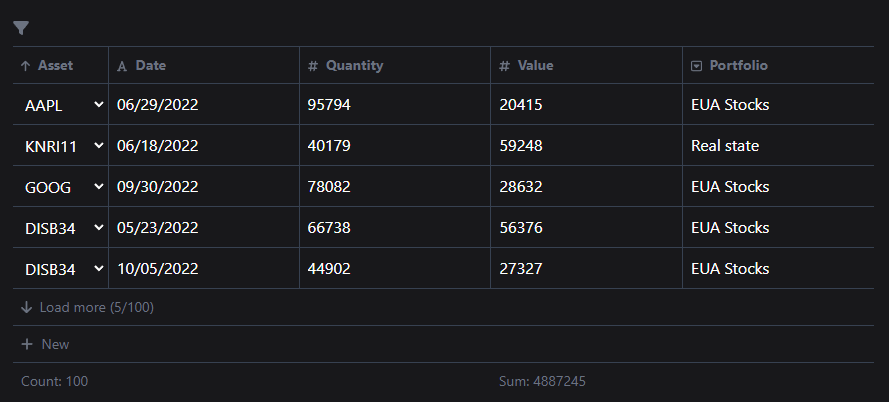 Asset Date # Quantity # Value Portfolio
AAPL 06/29/2022 95794 20415 EUA Stocks
KNRI11 06/18/2022 40179 59248 Real state
GOOG 09/30/2022 78082 28632 EUA Stocks
DISB34 05/23/2022 66738 56376 EUA Stocks
DISB34 10/05/2022 44902 27327 EUA Stocks
Load more (5/100)
+ New
Count: 100 Sum: 4887245